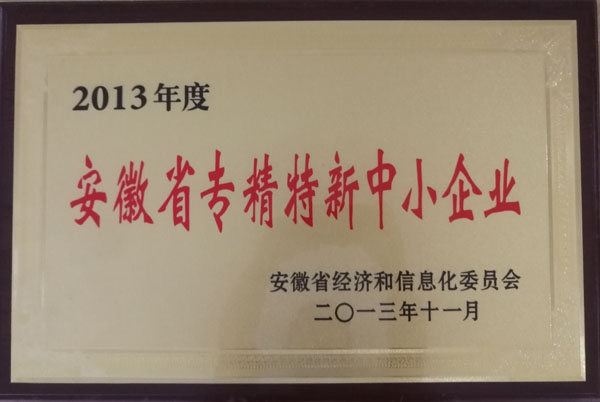 2013年度
安徽省专精特新中小企业
安徽省经济和信息化委员会
二〇一三年十一月